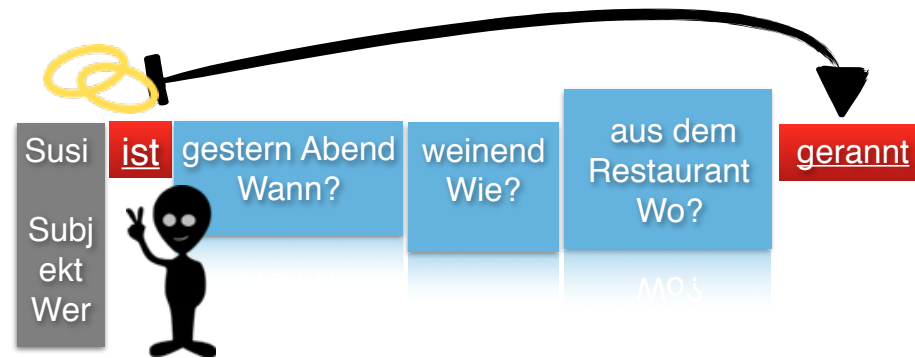 Susi
Subj
ekt
Wer
ist
gestern Abend
Wann?
weinend
Wie?
aus dem
Restaurant
Wo?
gerannt